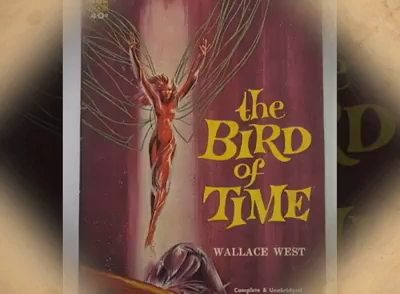 40¢
the
BIRD
of
TIME
WALLACE WEST
Complete & Unabridged